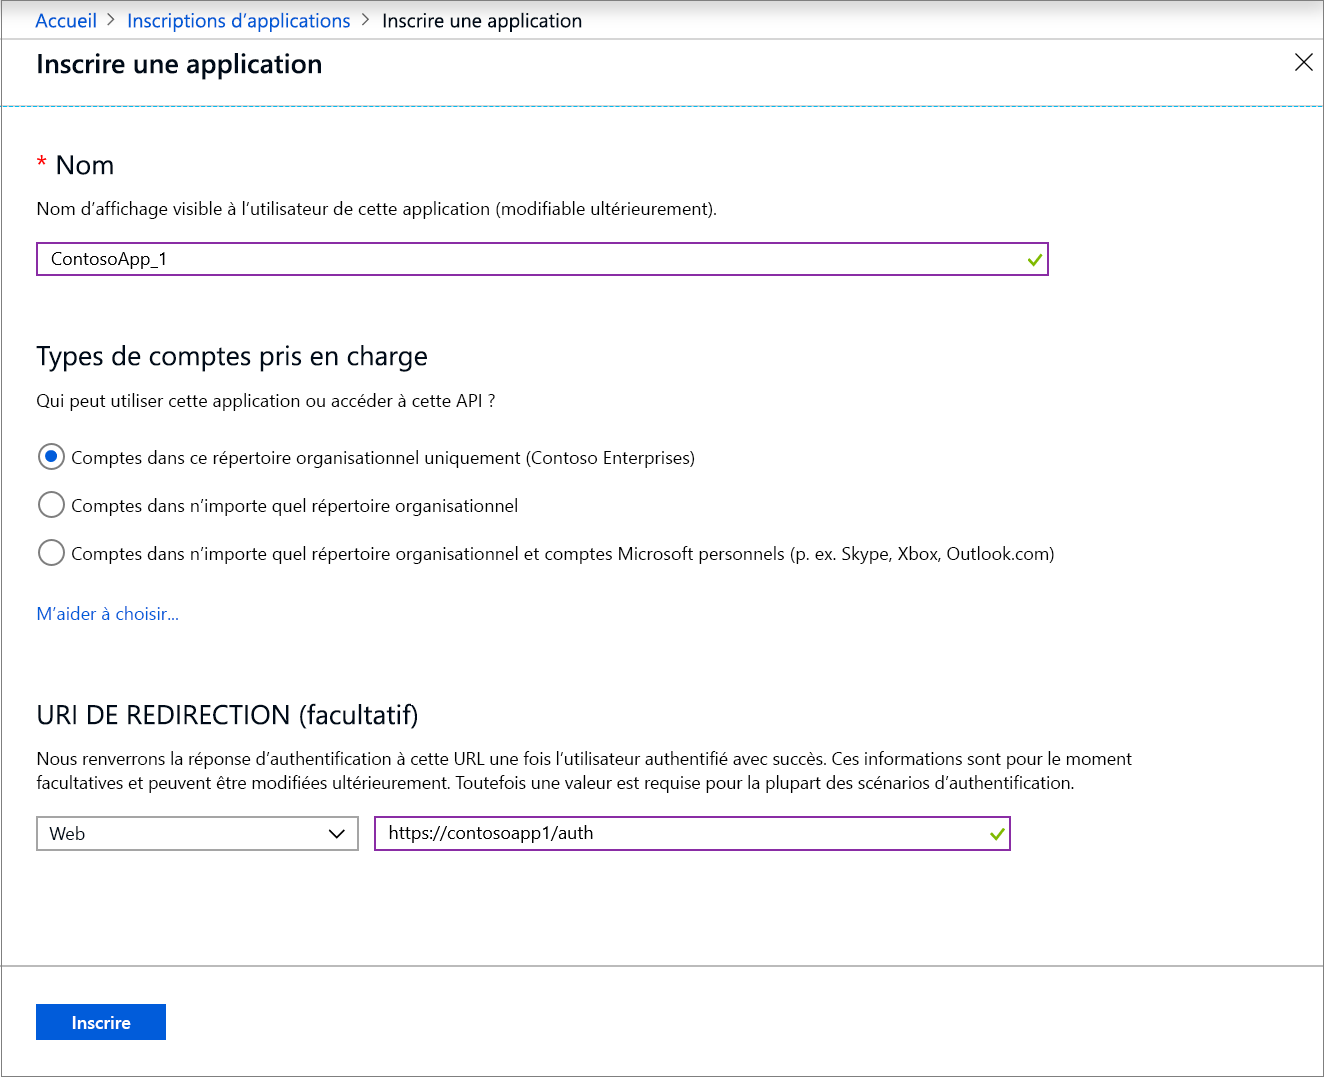 Accueil > Inscriptions d’applications > Inscrire une application
Inscrire une application
* Nom
Nom d’affichage visible à l’utilisateur de cette application (modifiable ultérieurement).
ContosoApp_1
Types de comptes pris en charge
Qui peut utiliser cette application ou accéder à cette API ?
Comptes dans ce répertoire organisationnel uniquement (Contoso Enterprises)
Comptes dans n’importe quel répertoire organisationnel
Comptes dans n’importe quel répertoire organisationnel et comptes Microsoft personnels (p. ex. Skype, Xbox, Outlook.com)
M’aider à choisir...
URI DE REDIRECTION (facultatif)
Nous renverrons la réponse d’authentification à cette URL une fois l’utilisateur authentifié avec succès. Ces informations sont pour le moment
facultatives et peuvent être modifiées ultérieurement. Toutefois une valeur est requise pour la plupart des scénarios d’authentification.
Web https://contosoapp1/auth
Inscrire